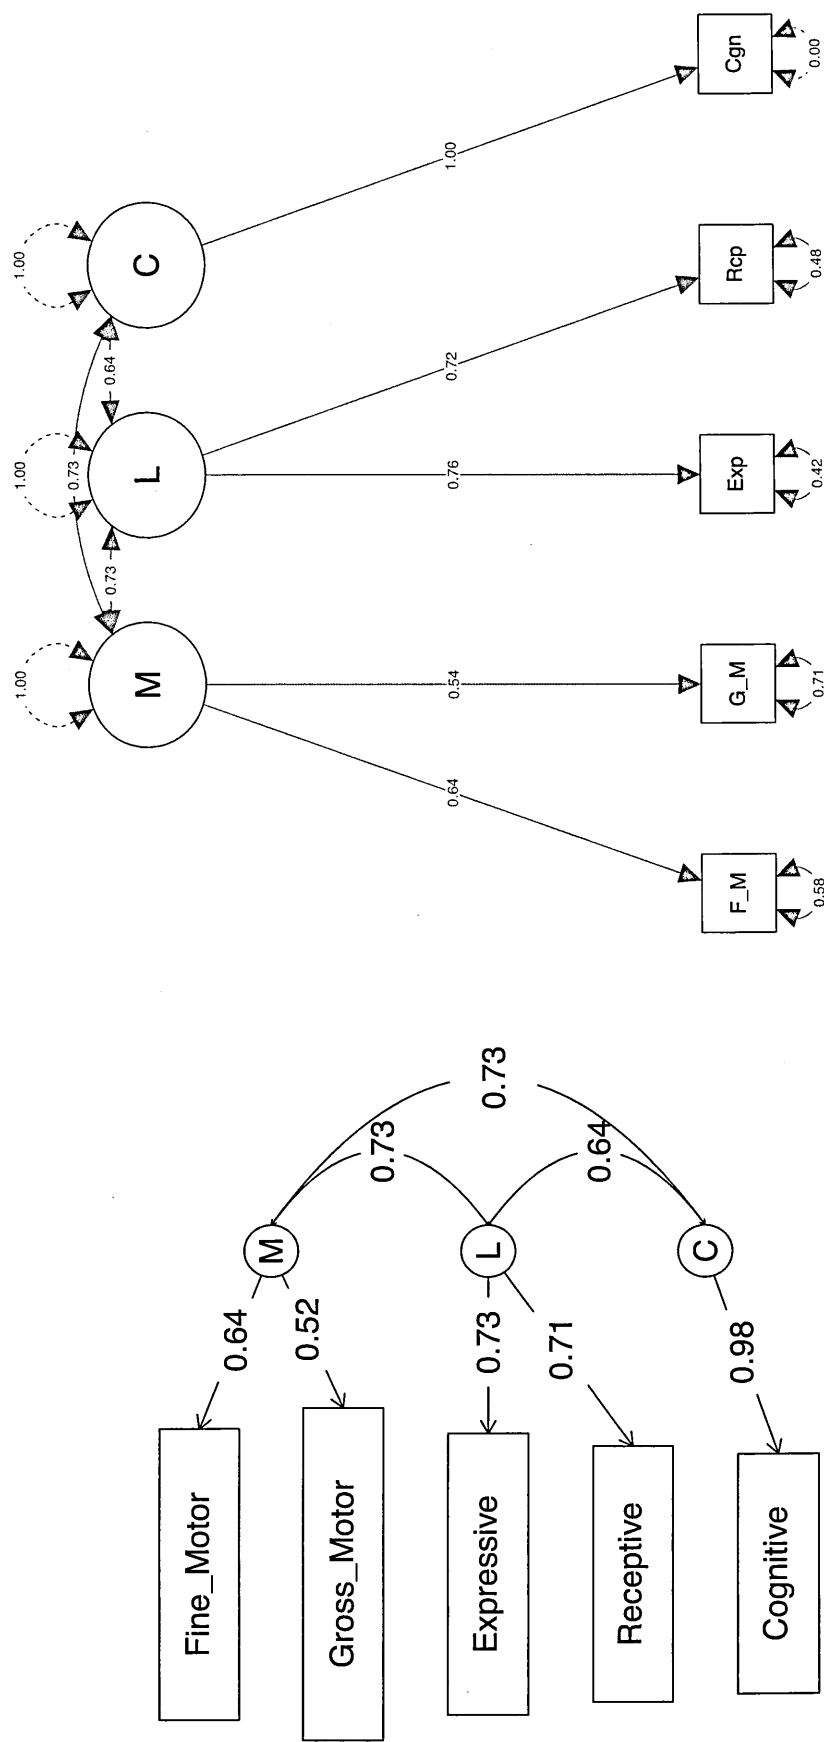 Fine_Motor
0.64
M
Gross_Motor
0.52
0.73
0.73
Expressive
0.73
L
Receptive
0.71
0.64
Cognitive
0.98
C
1.00
1.00
1.00
0.73
0.73
0.64
M
L
C
0.64
0.54
0.76
0.72
1.00
F_M
G_M
Exp
Rcp
Cgn
0.58
0.71
0.42
0.48
0.00